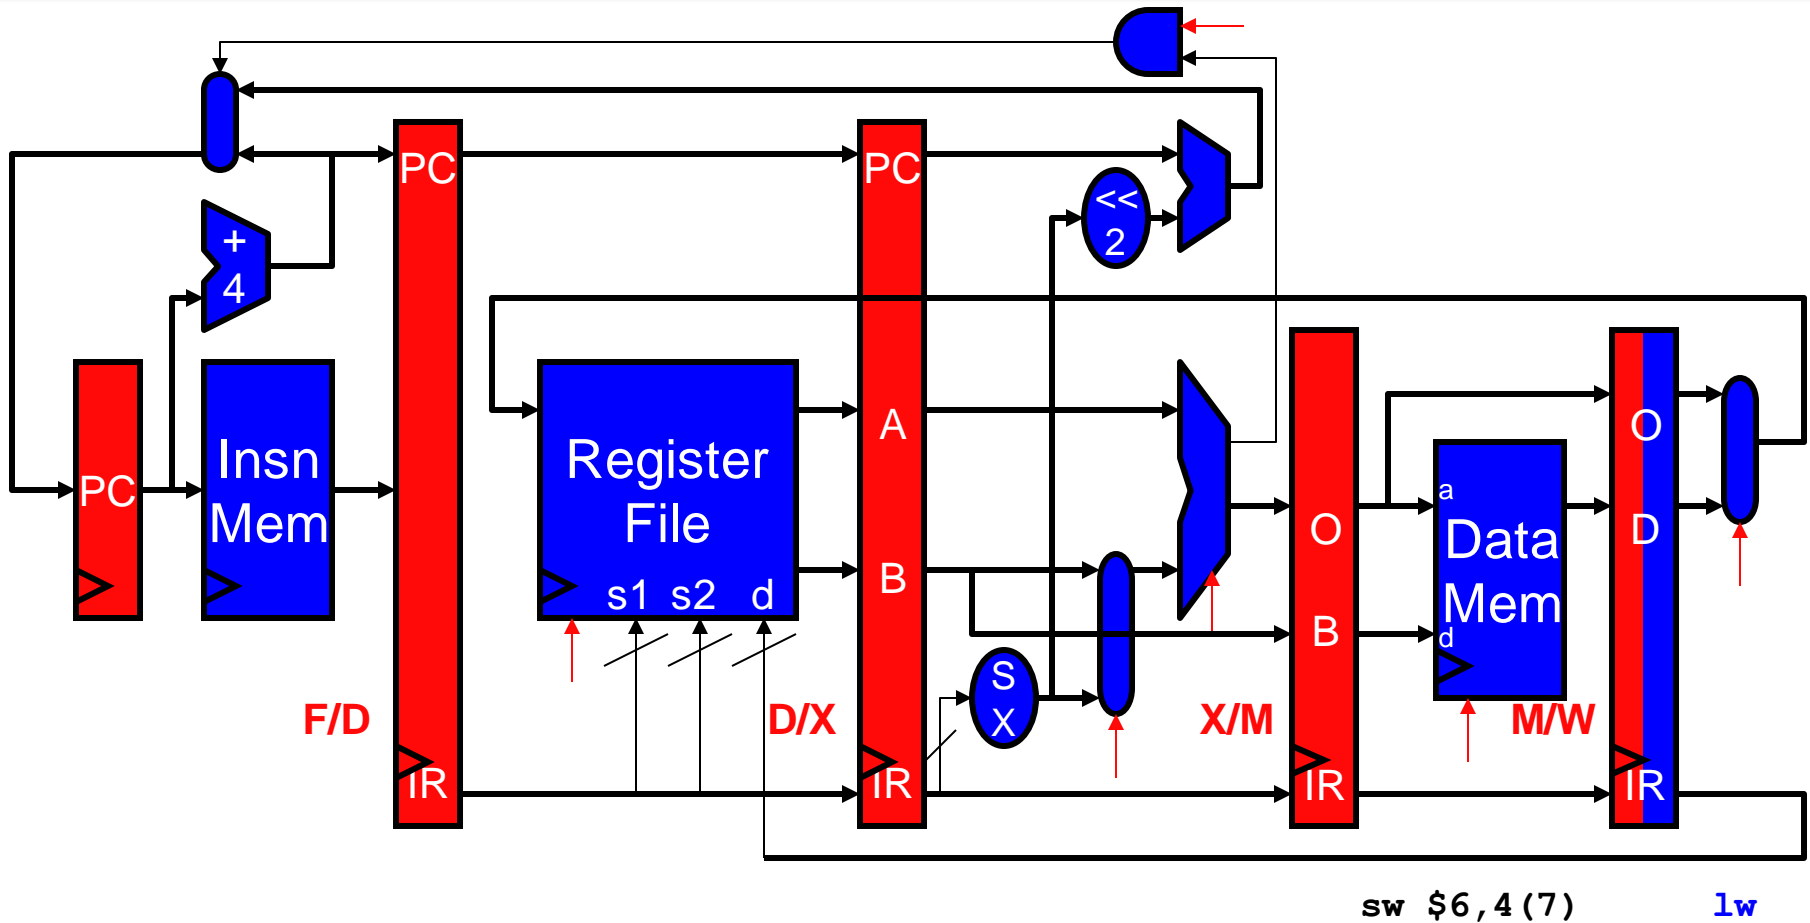 PC
PC
<<
2
+
4
Insn
Mem
PC
Register
File
s1 s2 d
A
B
O
B
a
Data
Mem
d
O
D
S
X
F/D
D/X
X/M
M/W
IR
IR
IR
IR
sw $6,4(7)
lw